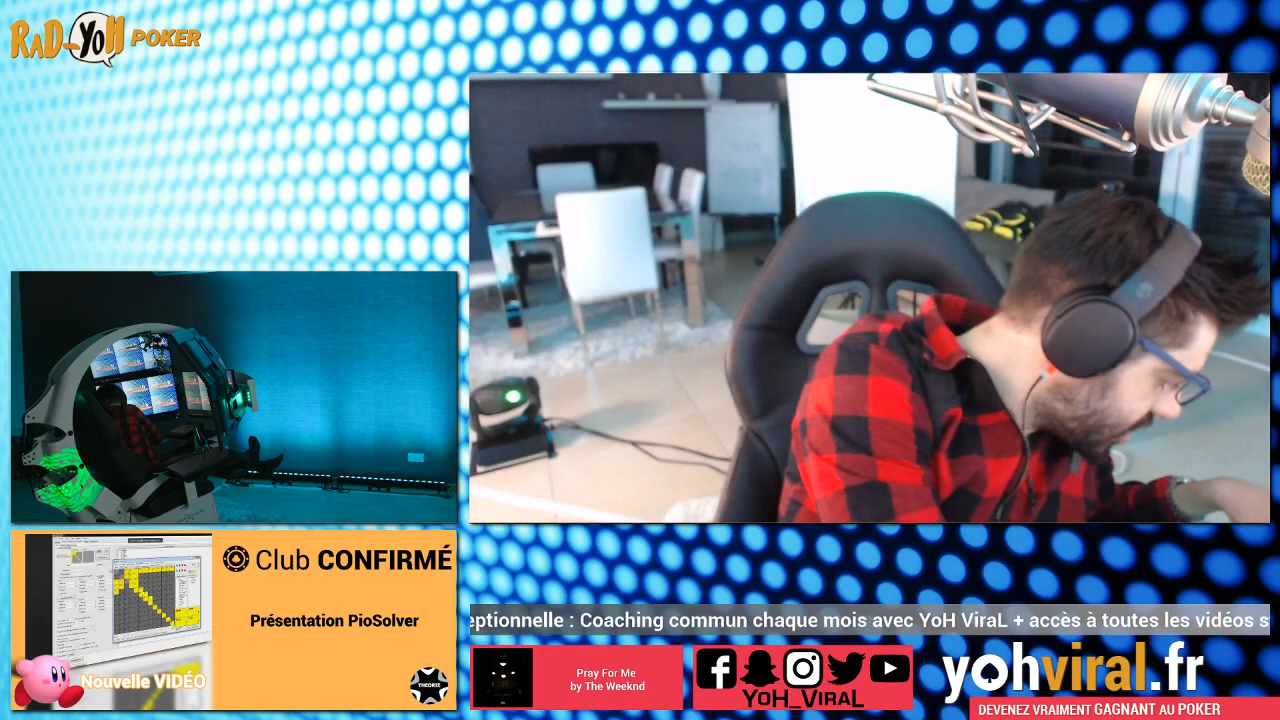 RAD-YoH POKER
Club CONFIRMÉ
Présentation PioSolver
Nouvelle VIDÉO
THEORIE
eptionnelle : Coaching commun chaque mois avec YoH ViraL + accès à toutes les vidéos s
Pray For Me
by The Weeknd
YoH_ViraL
yohviral.fr
DEVENEZ VRAIMENT GAGNANT AU POKER